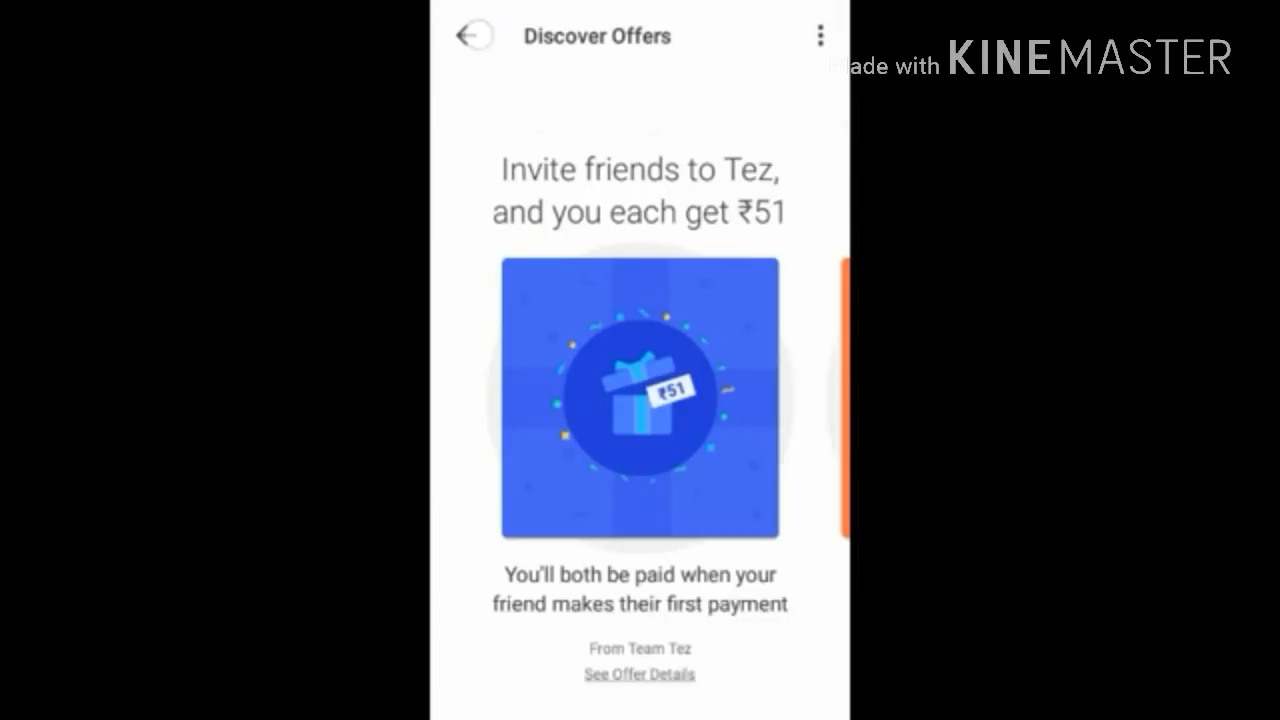 Discover Offers
Made with KINEMASTER
Invite friends to Tez,
and you each get ₹51
₹51
You'll both be paid when your
friend makes their first payment
From Team Tez
See Offer Details